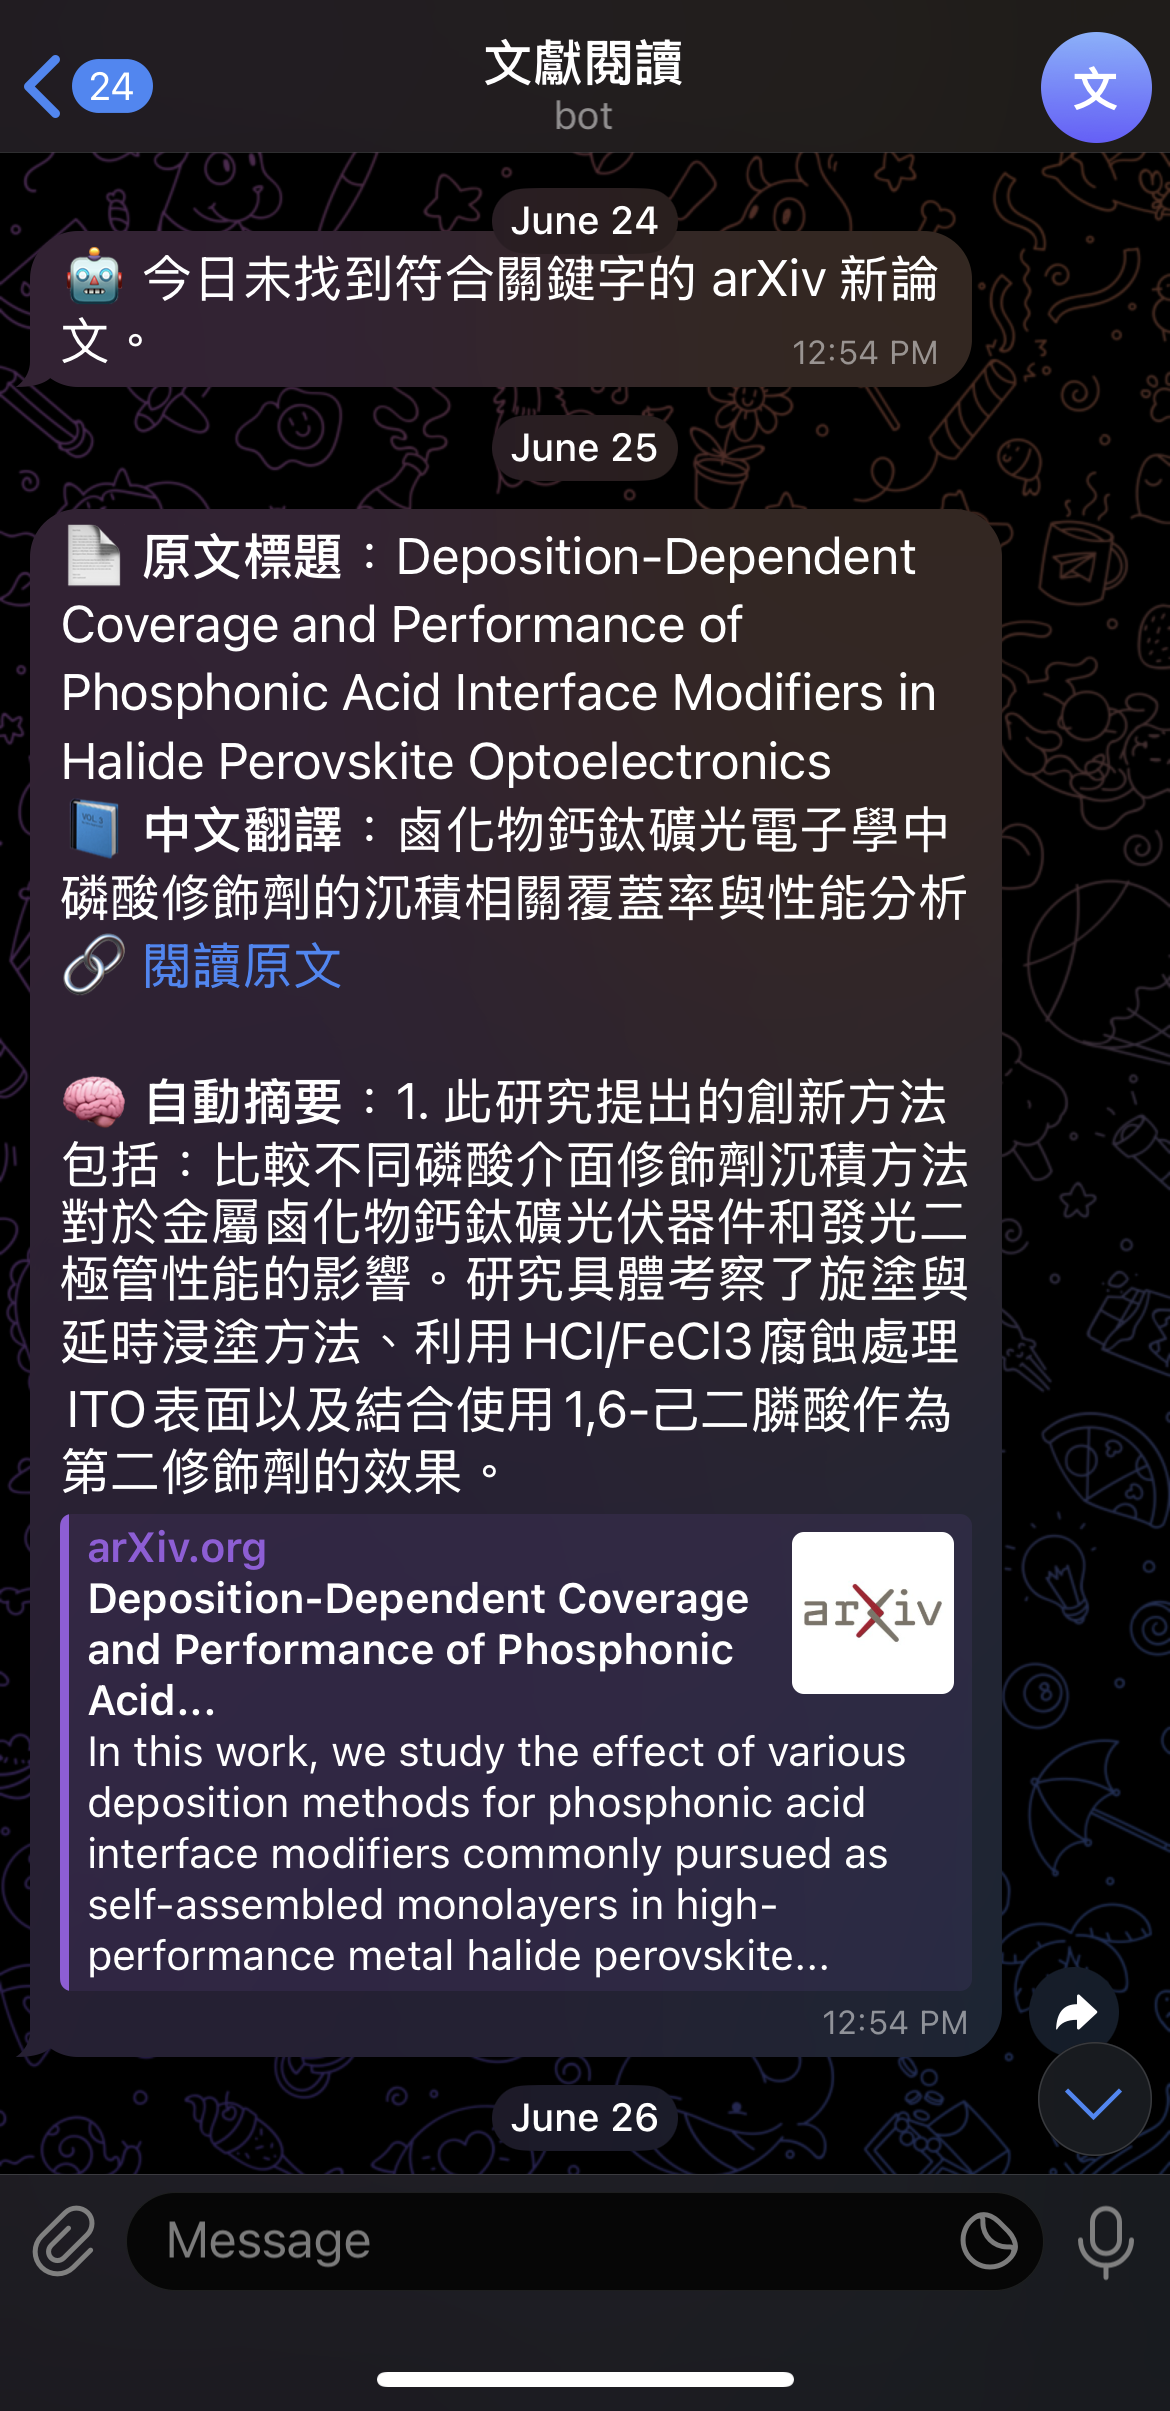 24
文獻閱讀
bot
文
June 24
🤖 今日未找到符合關鍵字的 arXiv 新論
文。
12:54 PM
June 25
📄 原文標題：Deposition-Dependent
Coverage and Performance of
Phosphonic Acid Interface Modifiers in
Halide Perovskite Optoelectronics
📘 中文翻譯：鹵化物鈣鈦礦光電子學中
磷酸修飾劑的沉積相關覆蓋率與性能分析
🔗 閱讀原文
🧠 自動摘要：1. 此研究提出的創新方法
包括：比較不同磷酸介面修飾劑沉積方法
對於金屬鹵化物鈣鈦礦光伏器件和發光二
極管性能的影響。研究具體考察了旋塗與
延時浸塗方法、利用HCl/FeCl3腐蝕處理
ITO表面以及結合使用1,6-己二膦酸作為
第二修飾劑的效果。
arXiv.org
Deposition-Dependent Coverage
and Performance of Phosphonic
Acid...
arXiv
In this work, we study the effect of various
deposition methods for phosphonic acid
interface modifiers commonly pursued as
self-assembled monolayers in high-
performance metal halide perovskite...
12:54 PM
June 26
Message